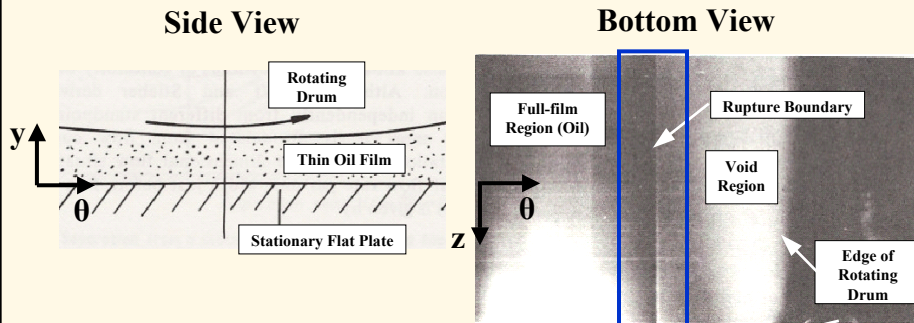 Side View
Bottom View
Rotating
Drum
y
Thin Oil Film
θ
Stationary Flat Plate
Full-film
Region (Oil)
Rupture Boundary
Void
Region
θ
z
Edge of
Rotating
Drum